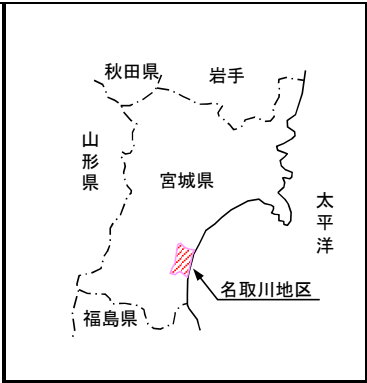 秋田県
岩手
山形県
宮城県
太平洋
名取川地区
福島県